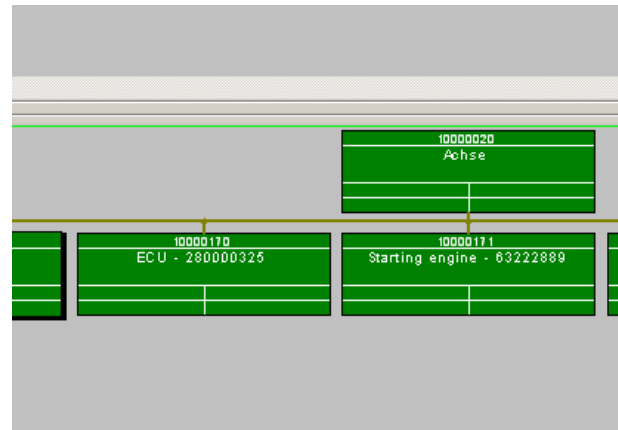 10000020
Achse
10000170
ECU - 280000325
10000171
Starting engine - 63222889